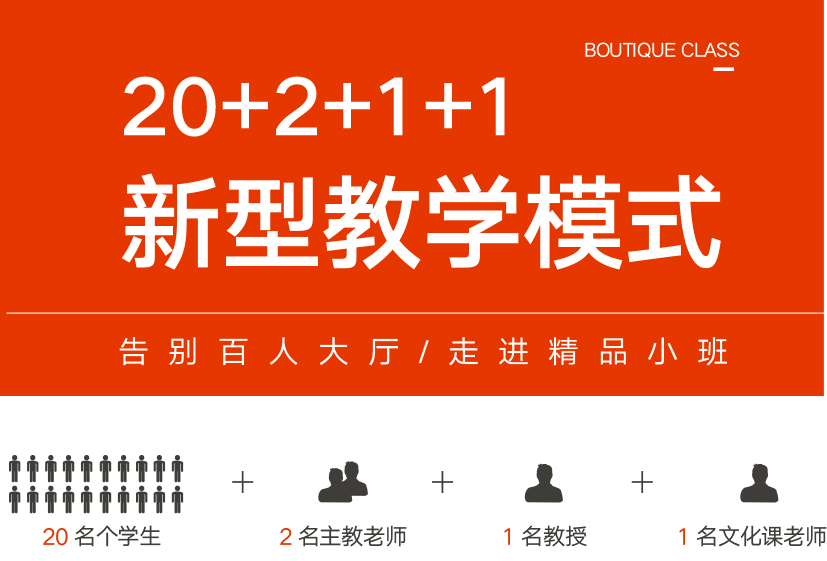 BOUTIQUE CLASS
20+2+1+1
新型教学模式
告别百人大厅/走进精品小班
20 名个学生
2 名主教老师
1 名教授
1 名文化课老师